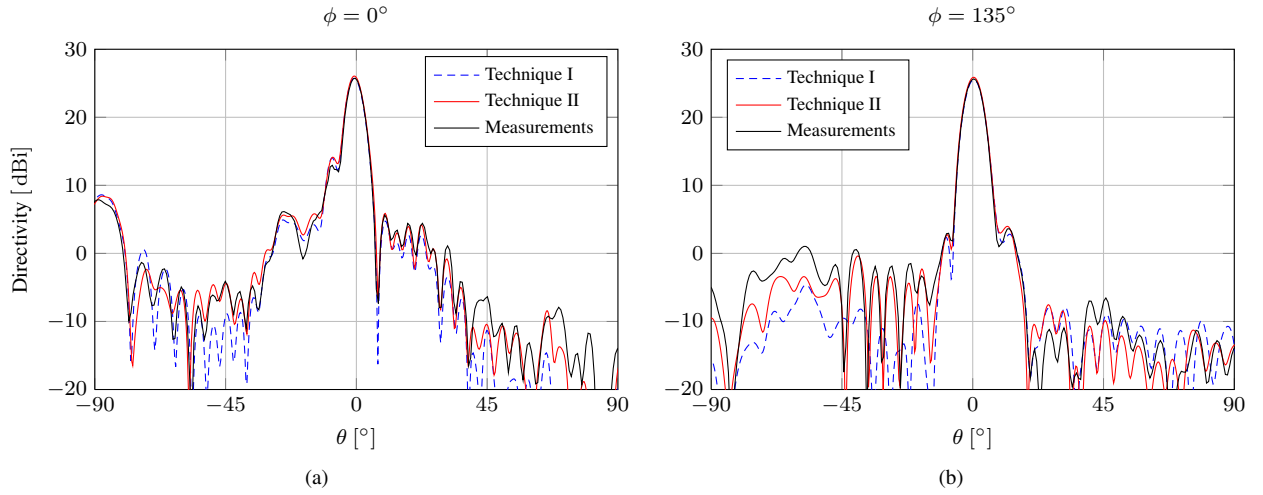 ϕ = 0°
30
20
10
0
−10
−20
−90
−45
0
45
90
Directivity [ dBi]
θ [°]
Technique I
Technique II
Measurements
(a)
ϕ = 135°
30
20
10
0
−10
−20
−90
−45
0
45
90
θ [°]
Technique I
Technique II
Measurements
(b)